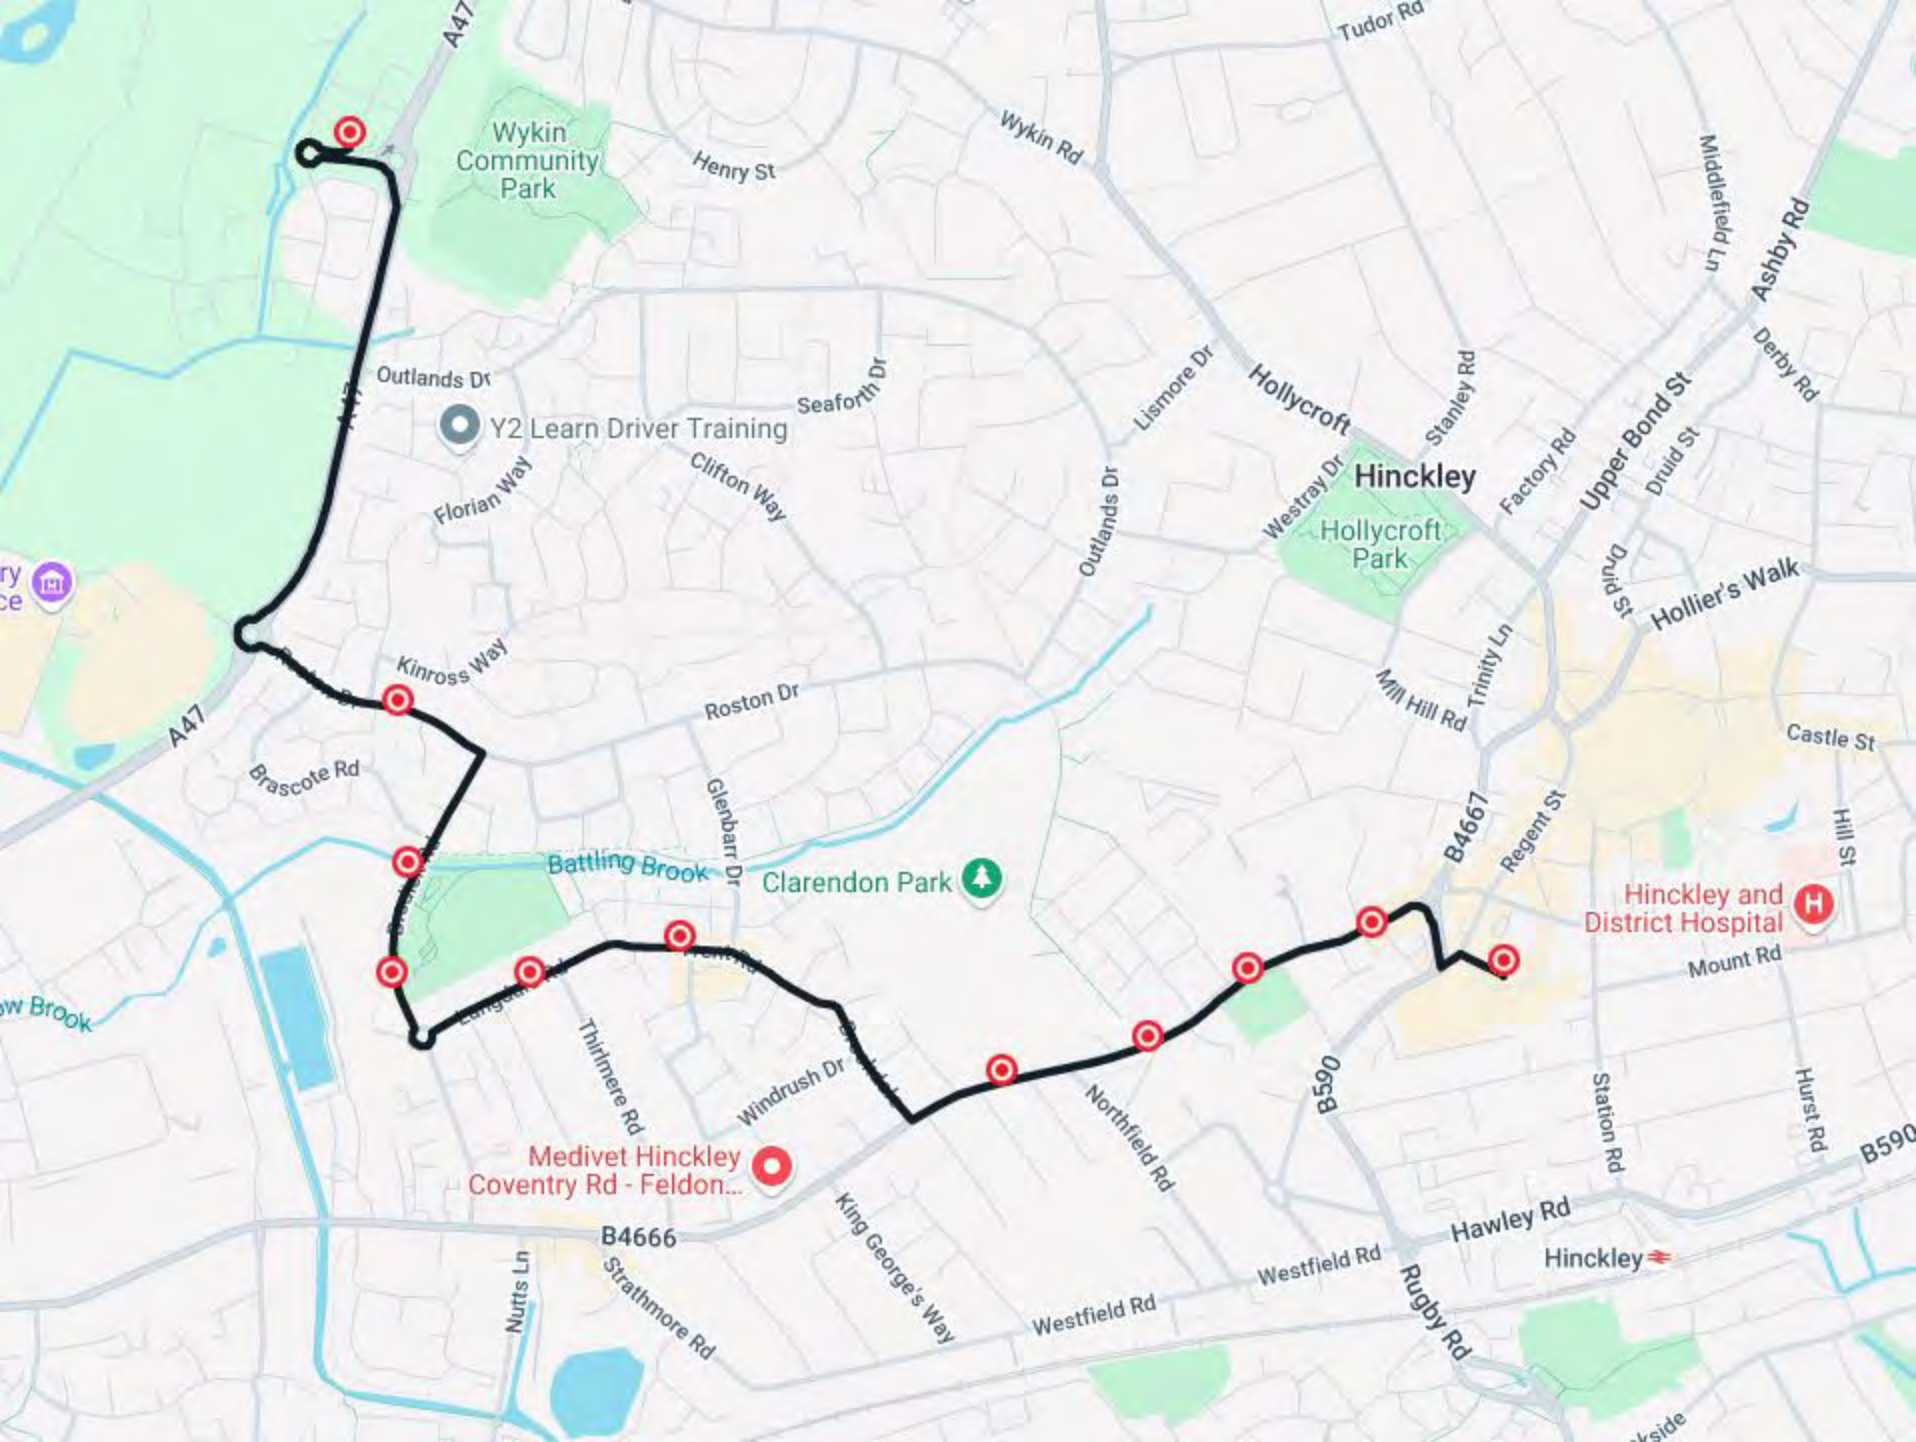 A47
Tudor Rd
Wykin
Community
Park
Henry St
Wykin Rd
Middlefield Ln
Ashby Rd
Outlands Dr
A47
Y2 Learn Driver Training
Seaforth Dr
Lismore Dr
Hollycroft
Stanley Rd
Derby Rd
Florian Way
Clifton Way
Outlands Dr
Westray Dr
Hinckley
Hollycroft
Park
Factory Rd
Upper Bond St
Druid St
Druid St
Hollier's Walk
ry
ce
Kinross Way
Roston Dr
Trinity Ln
Mill Hill Rd
A47
Brascote Rd
Castle St
Glenbarr Dr
Battling Brook
Clarendon Park
B4667
Regent St
Hill St
Hinckley and
District Hospital
H
Mount Rd
ow Brook
Thirlmere Rd
Windrush Dr
Northfield Rd
B590
Station Rd
Hurst Rd
B590
Medivet Hinckley
Coventry Rd - Feldon...
King George's Way
B4666
Hawley Rd
Hinckley
Westfield Rd
Nutts Ln
Strathmore Rd
Westfield Rd
Rugby Rd
kside